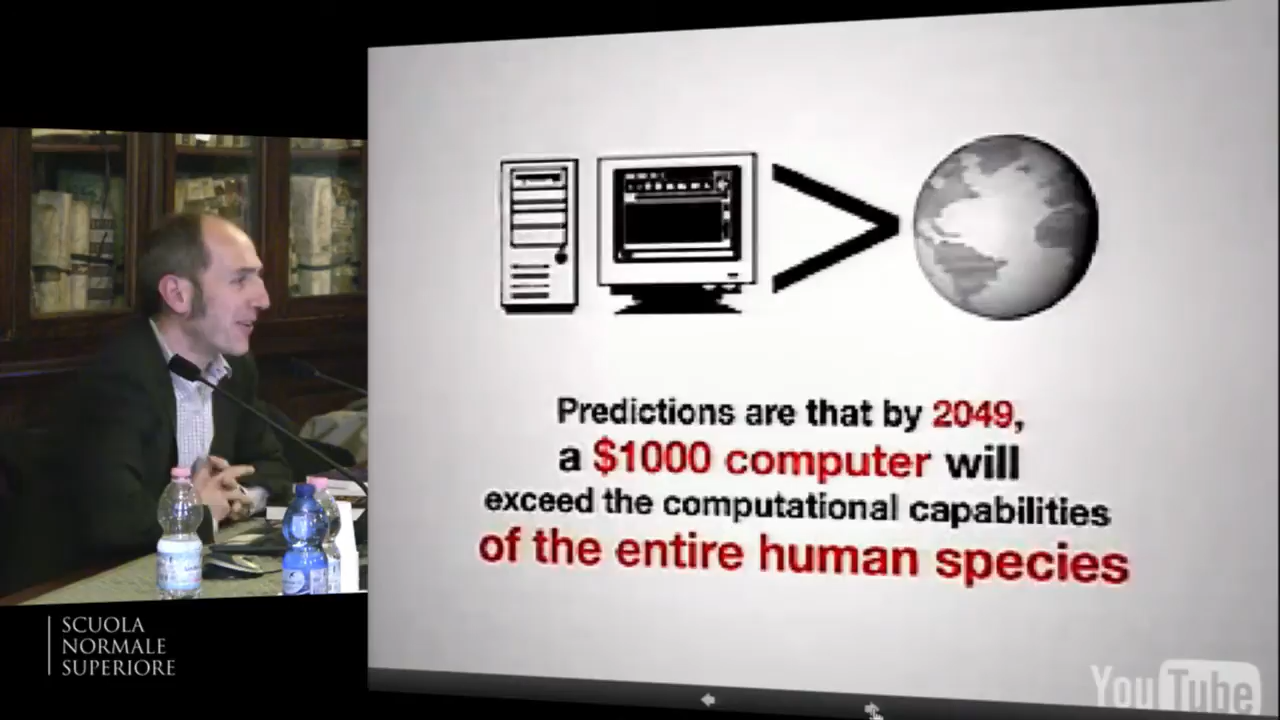 Predictions are that by 2049,
a $1000 computer will
exceed the computational capabilities
of the entire human species
SCUOLA
NORMALE
SUPERIORE
YouTube